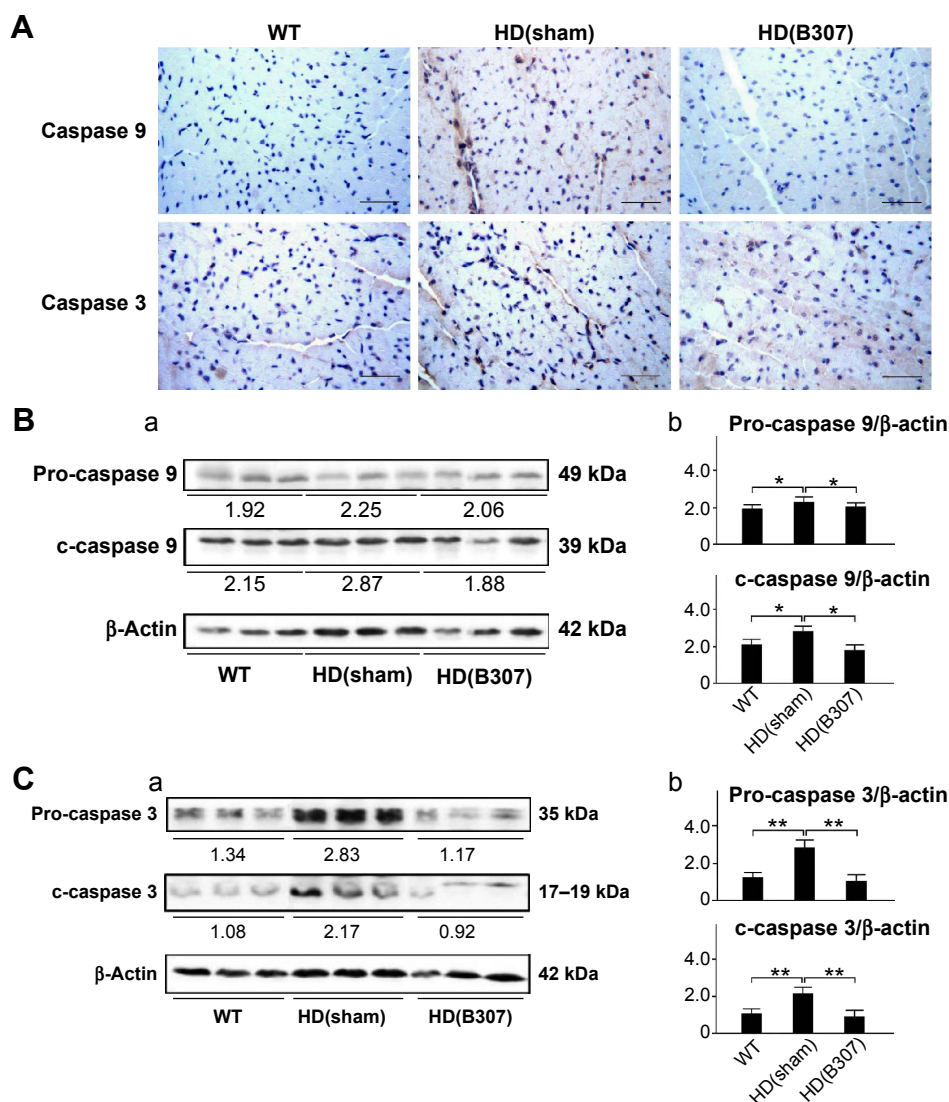 A
WT HD(sham) HD(B307)
Caspase 9
Caspase 3
B a b
Pro-caspase 9/β-actin
Pro-caspase 9 49 kDa
1.92 2.25 2.06
c-caspase 9 39 kDa
2.15 2.87 1.88
β-Actin 42 kDa
WT HD(sham) HD(B307)
4.0
* *
2.0
0
c-caspase 9/β-actin
4.0
* *
2.0
0
WT HD(sham) HD(B307)
C a b
Pro-caspase 3/β-actin
Pro-caspase 3 35 kDa
1.34 2.83 1.17
c-caspase 3 17–19 kDa
1.08 2.17 0.92
β-Actin 42 kDa
WT HD(sham) HD(B307)
4.0
** **
2.0
0
c-caspase 3/β-actin
4.0
** **
2.0
0
WT HD(sham) HD(B307)